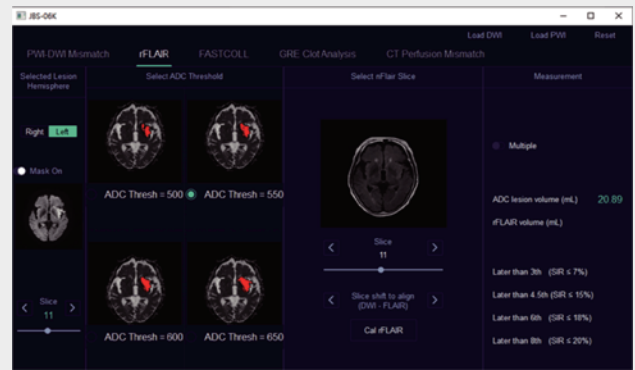 JBS-06K
Load DWI Load PWI Reset
PWI-DWI Mismatch rFLAIR FASTCOLL GRE Clot Analysis CT Perfusion Mismatch
Selected Lesion Hemisphere
Right Left
Mask On
Slice
11
Select ADC Threshold
ADC Thresh = 500 ADC Thresh = 550
ADC Thresh = 600 ADC Thresh = 650
Select nFlair Slice
Slice
11
Slice shift to align
(DWI - FLAIR)
Cal rFLAIR
Measurement
Multiple
ADC lesion volume (mL) 20.89
rFLAIR volume (mL)
Later than 3th (SIR ≤ 7%)
Later than 4.5th (SIR ≤ 15%)
Later than 6th (SIR ≤ 18%)
Later than 8th (SIR ≤ 20%)